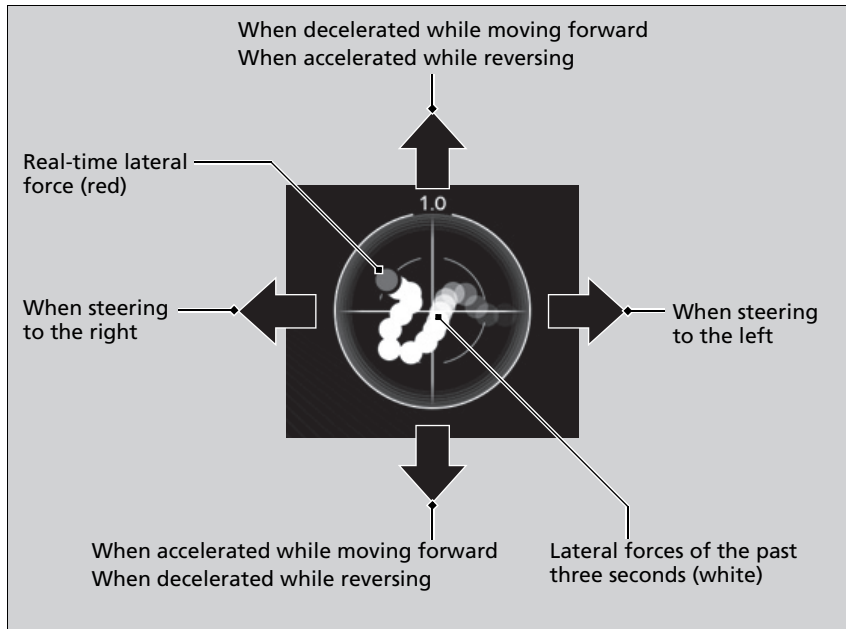 When decelerated while moving forward
When accelerated while reversing
Real-time lateral
force (red)
1.0
When steering
to the right
When steering
to the left
When accelerated while moving forward
When decelerated while reversing
Lateral forces of the past
three seconds (white)